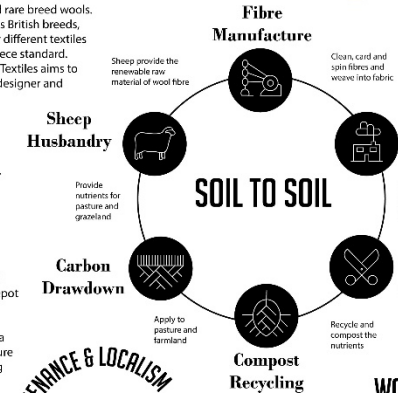 rare breed wools.
s British breeds,
different textiles
ece standard.
Textiles aims to
designer and
pot
a
ure
Fibre
Manufacture
Sheep provide the
renewable raw
material of wool fibre
Clean, card and
spin fibres and
weave into fabric
Sheep
Husbandry
SOIL TO SOIL
Provide
nutrients for
pasture and
grazeland
Carbon
Drawdown
Apply to
pasture and
farmland
Recycle and
compost the
nutrients
Compost
Recycling
NANCE & LOCALISM
WO